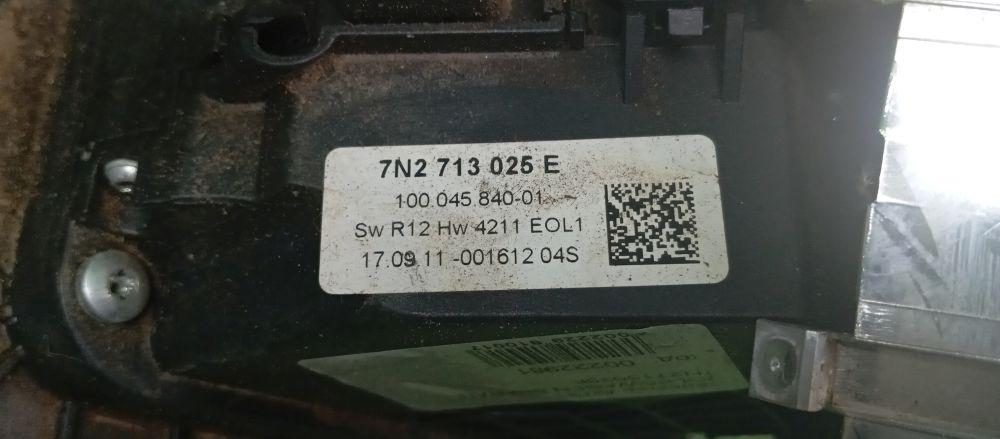 7N2 713 025 E
100.045.840-01
Sw R12 Hw 4211 EOL1
17.09.11 -001612 04S